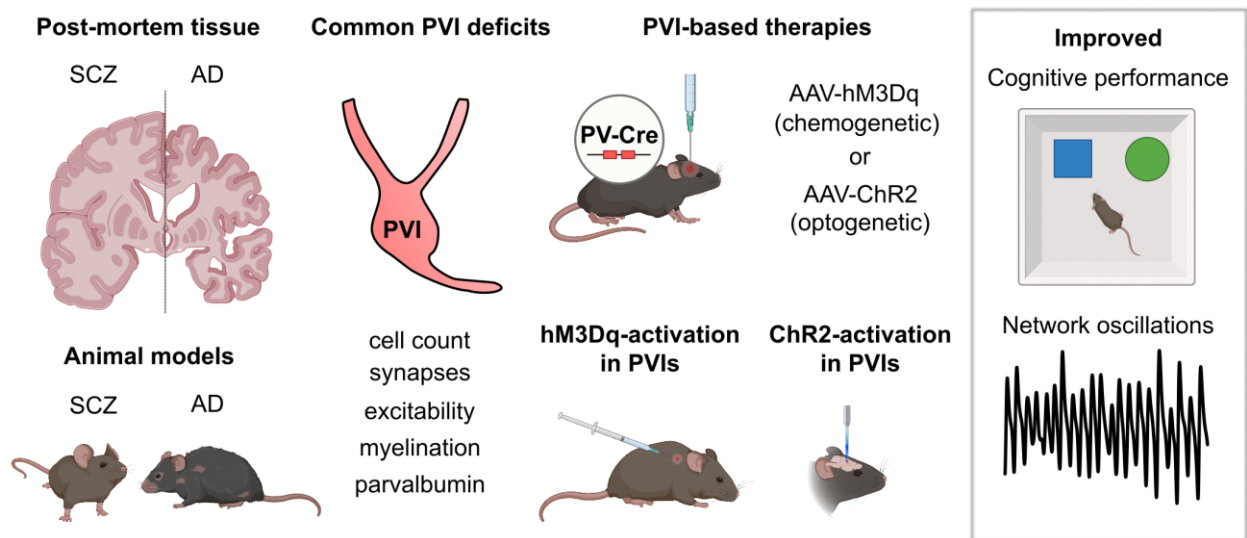 Post-mortem tissue
SCZ
AD
Animal models
SCZ
AD
Common PVI deficits
PVI
cell count
synapses
excitability
myelination
parvalbumin
PVI-based therapies
PV-Cre
AAV-hM3Dq
(chemogenetic)
or
AAV-ChR2
(optogenetic)
hM3Dq-activation
in PVIs
ChR2-activation
in PVIs
Improved
Cognitive performance
Network oscillations